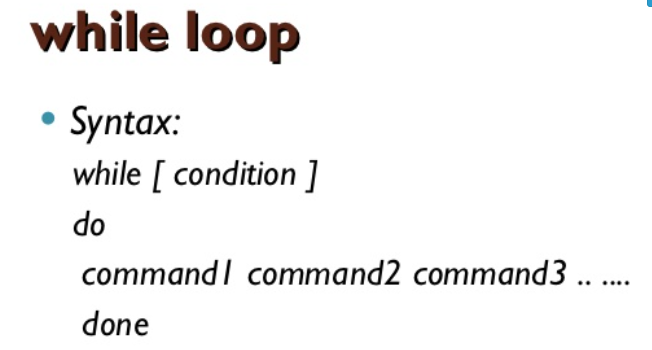 while loop
• Syntax:
while [ condition ]
do
command1 command2 command3 .. ....
done